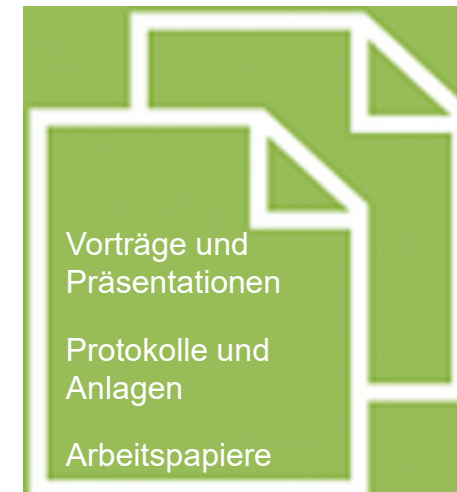 Vorträge und
Präsentationen
Protokolle und
Anlagen
Arbeitspapiere